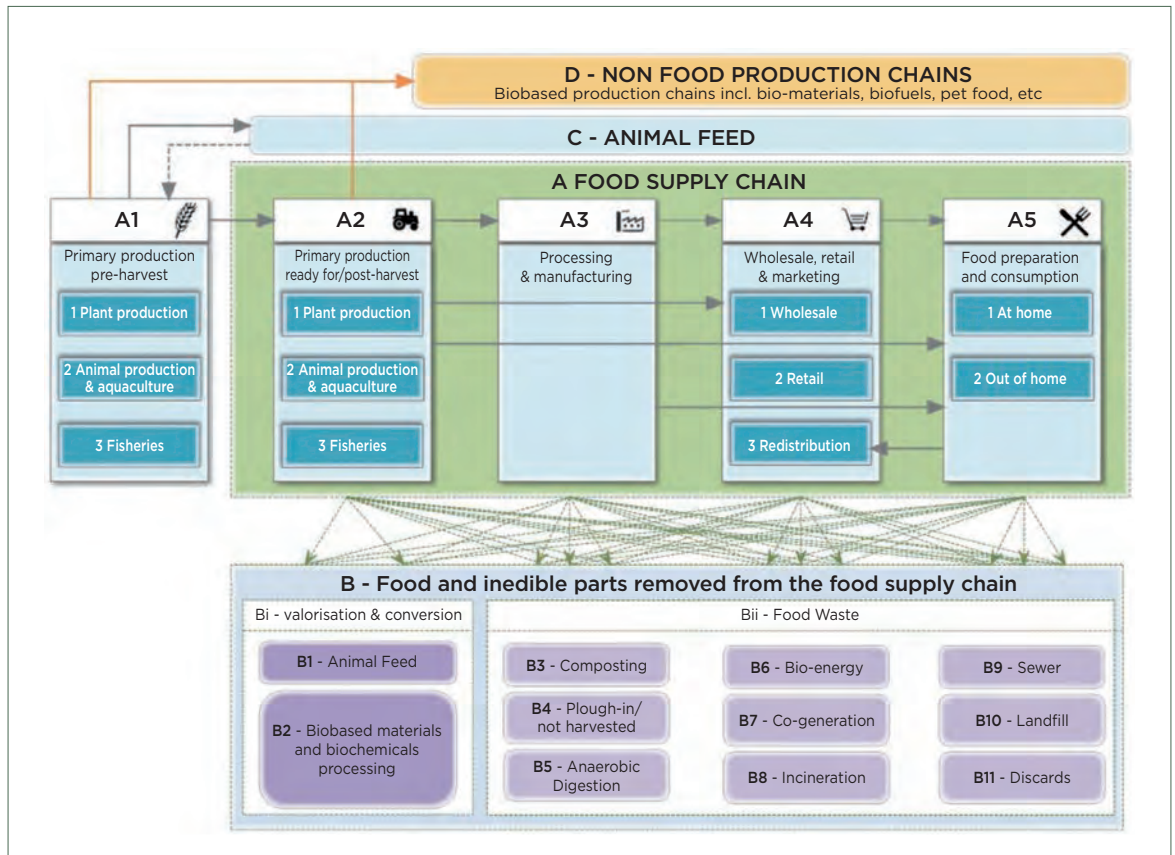 D - NON FOOD PRODUCTION CHAINS
Biobased production chains incl. bio-materials, biofuels, pet food, etc
C - ANIMAL FEED
A FOOD SUPPLY CHAIN
A1
Primary production
pre-harvest
1 Plant production
2 Animal production
& aquaculture
3 Fisheries
A2
Primary production
ready for/post-harvest
1 Plant production
2 Animal production
& aquaculture
3 Fisheries
A3
Processing
& manufacturing
A4
Wholesale, retail
& marketing
1 Wholesale
2 Retail
3 Redistribution
A5
Food preparation
and consumption
1 At home
2 Out of home
B - Food and inedible parts removed from the food supply chain
Bi - valorisation & conversion
B1 - Animal Feed
B2 - Biobased materials
and biochemicals
processing
Bii - Food Waste
B3 - Composting
B4 - Plough-in/
not harvested
B5 - Anaerobic
Digestion
B6 - Bio-energy
B7 - Co-generation
B8 - Incineration
B9 - Sewer
B10 - Landfill
B11 - Discards